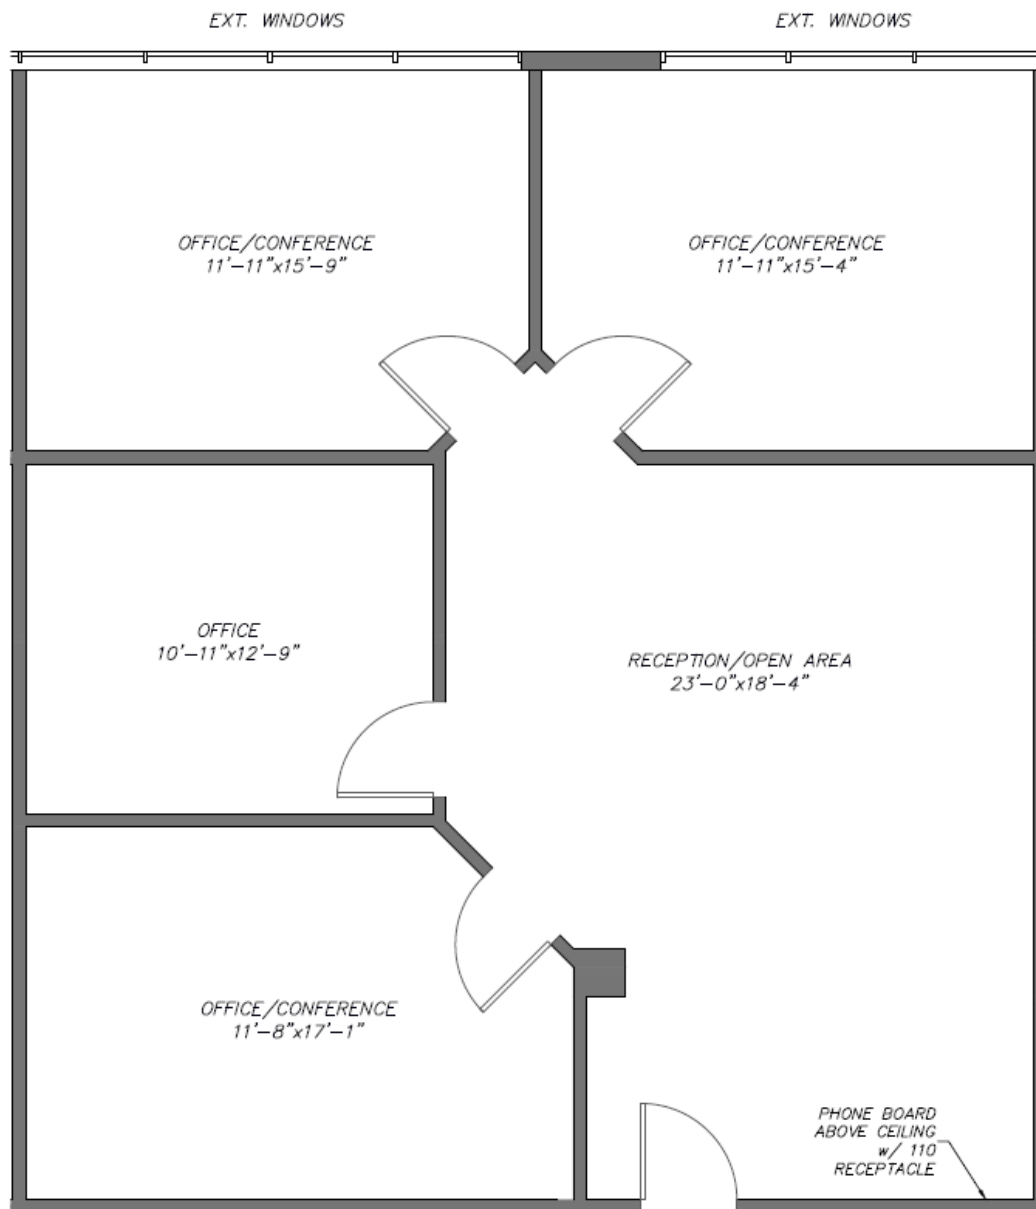 EXT. WINDOWS
EXT. WINDOWS
OFFICE/CONFERENCE
11'-11"x15'-9"
OFFICE/CONFERENCE
11'-11"x15'-4"
OFFICE
10'-11"x12'-9"
RECEPTION/OPEN AREA
23'-0"x18'-4"
OFFICE/CONFERENCE
11'-8"x17'-1"
PHONE BOARD
ABOVE CEILING
w/ 110
RECEPTACLE